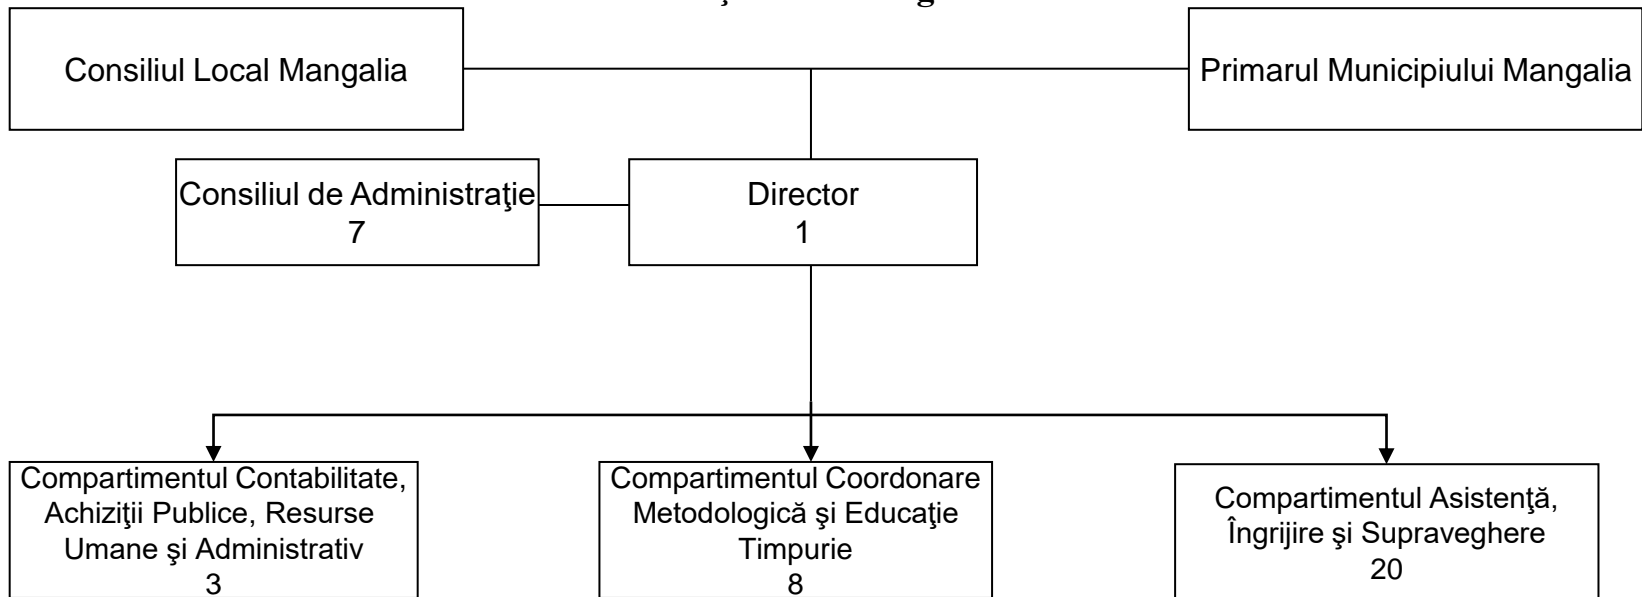 Consiliul Local Mangalia
Primarul Municipiului Mangalia
Consiliul de Administraţie
7
Director
1
Compartimentul Contabilitate,
Achiziţii Publice, Resurse
Umane şi Administrativ
3
Compartimentul Coordonare
Metodologică şi Educaţie
Timpurie
8
Compartimentul Asistenţă,
Îngrijire şi Supraveghere
20